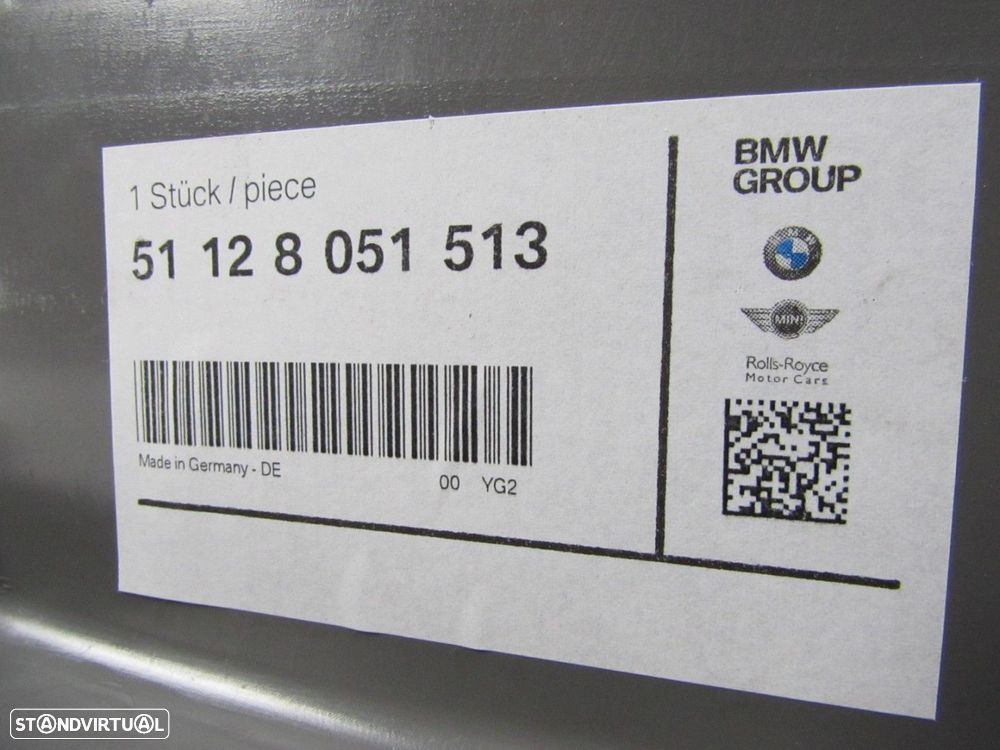 1 Stück / piece
51 12 8 051 513
Made in Germany - DE
00 YG2
BMW
GROUP
M
MINI
Rolls-Royce
Motor Cars
STANDVIRTUAL